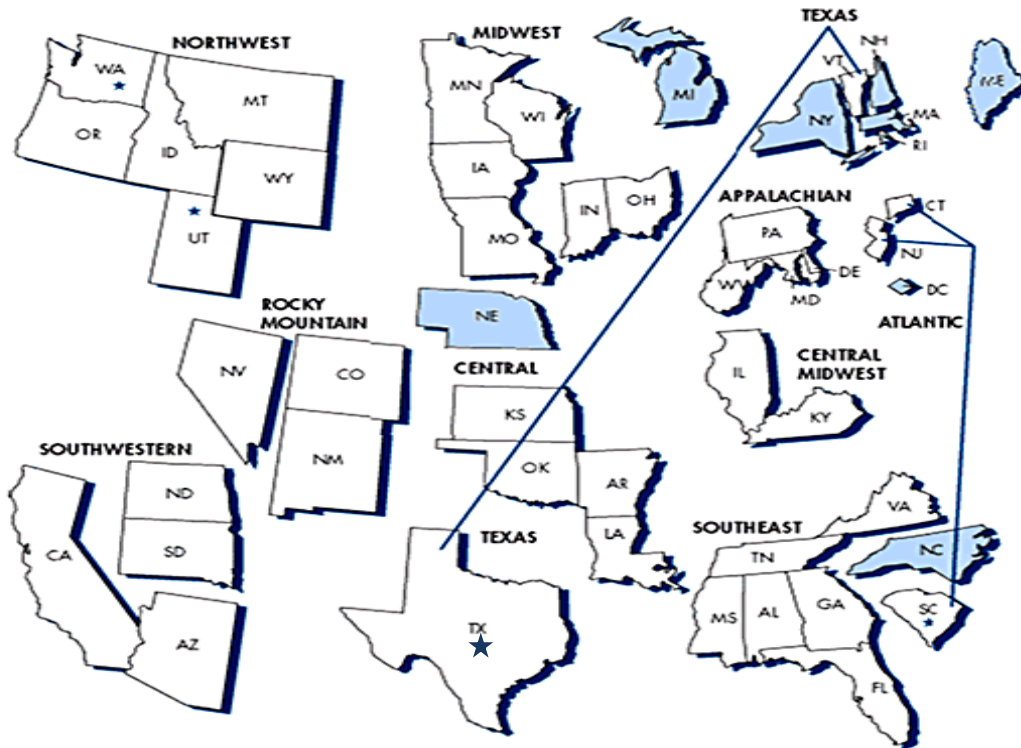 TEXAS
NORTHWEST
MIDWEST
NH
VT
WA
MN
MI
ME
MT
NY
MA
WI
OR
RI
ID
IA
WY
APPALACHIAN
OH
IN
CT
PA
UT
MO
NJ
DE
WV
MD
DC
ROCKY
MOUNTAIN
NE
ATLANTIC
CENTRAL
CENTRAL
MIDWEST
NV
CO
IL
KS
KY
SOUTHWESTERN
NM
OK
AR
ND
VA
SOUTHEAST
TEXAS
LA
SD
CA
TN
NC
GA
SC
MS
AL
TX
AZ
FL